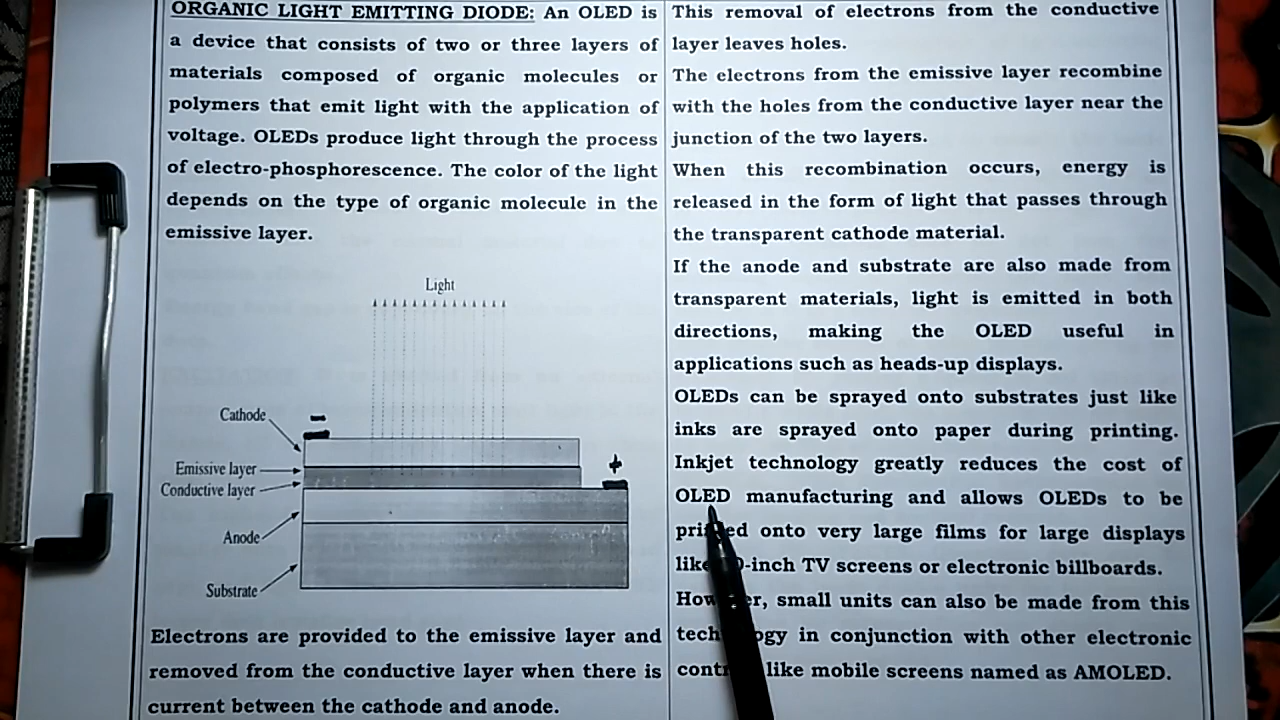 ORGANIC LIGHT EMITTING DIODE: An OLED is
a device that consists of two or three layers of
materials composed of organic molecules or
polymers that emit light with the application of
voltage. OLEDs produce light through the process
of electro-phosphorescence. The color of the light
depends on the type of organic molecule in the
emissive layer.
Light
Cathode
Emissive layer
Conductive layer
Anode
Substrate
−
+
Electrons are provided to the emissive layer and
removed from the conductive layer when there is
current between the cathode and anode.
This removal of electrons from the conductive
layer leaves holes.
The electrons from the emissive layer recombine
with the holes from the conductive layer near the
junction of the two layers.
When this recombination occurs, energy is
released in the form of light that passes through
the transparent cathode material.
If the anode and substrate are also made from
transparent materials, light is emitted in both
directions, making the OLED useful in
applications such as heads-up displays.
OLEDs can be sprayed onto substrates just like
inks are sprayed onto paper during printing.
Inkjet technology greatly reduces the cost of
OLED manufacturing and allows OLEDs to be
printed onto very large films for large displays
like -inch TV screens or electronic billboards.
However, small units can also be made from this
technology in conjunction with other electronic
like mobile screens named as AMOLED.